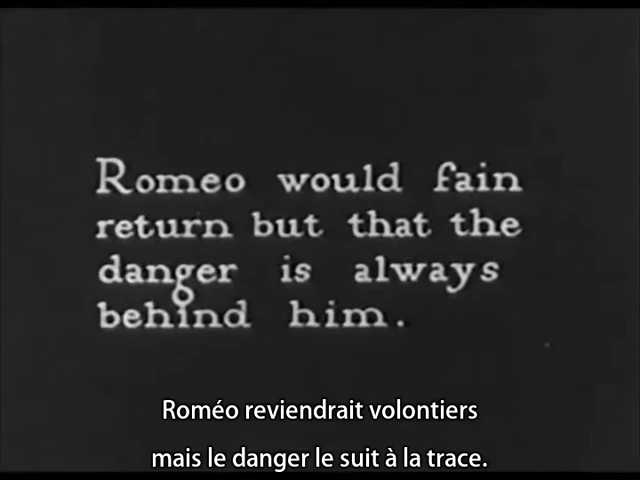 Romeo would fain
return but that the
danger is always
behind him.
Roméo reviendrait volontiers
mais le danger le suit à la trace.